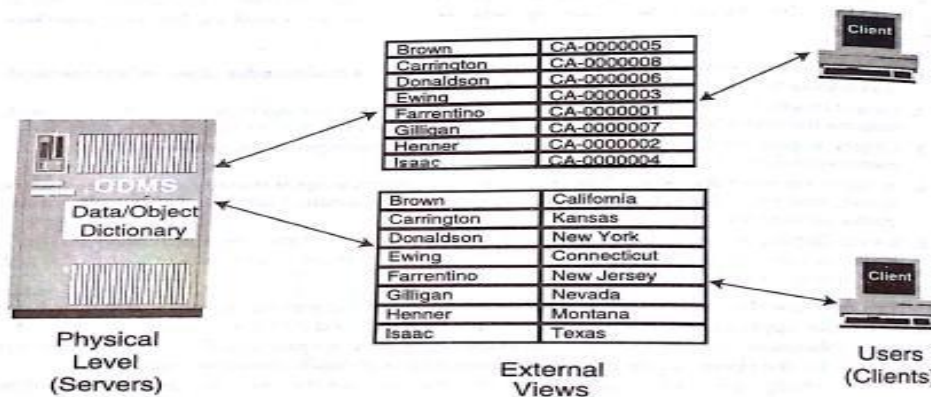 Client
Brown CA-0000005
Carrington CA-0000008
Donaldson CA-0000006
Ewing CA-0000003
Farrentino CA-0000001
Gilligan CA-0000007
Henner CA-0000002
Isaac CA-0000004
ODMS
Data/Object
Dictionary
Brown California
Carrington Kansas
Donaldson New York
Ewing Connecticut
Farrentino New Jersey
Gilligan Nevada
Henner Montana
Isaac Texas
Client
Physical
Level
(Servers)
External
Views
Users
(Clients)